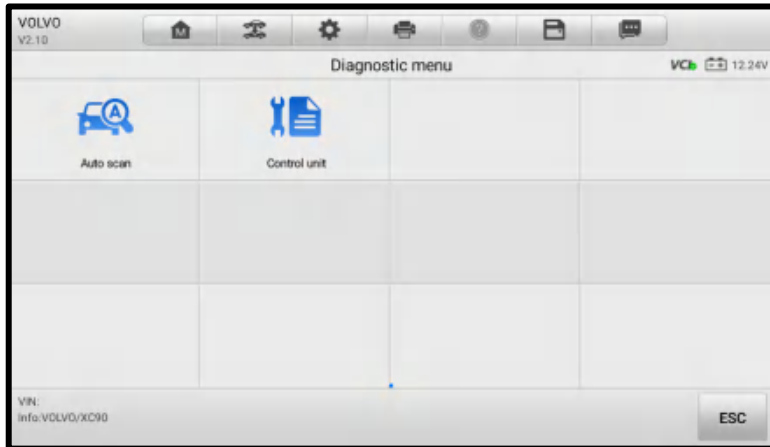 VOLVO
V2.10
M
Diagnostic menu
VCI
12.24V
A
Auto scan
Control unit
VIN:
Info:VOLVO/XC90
ESC